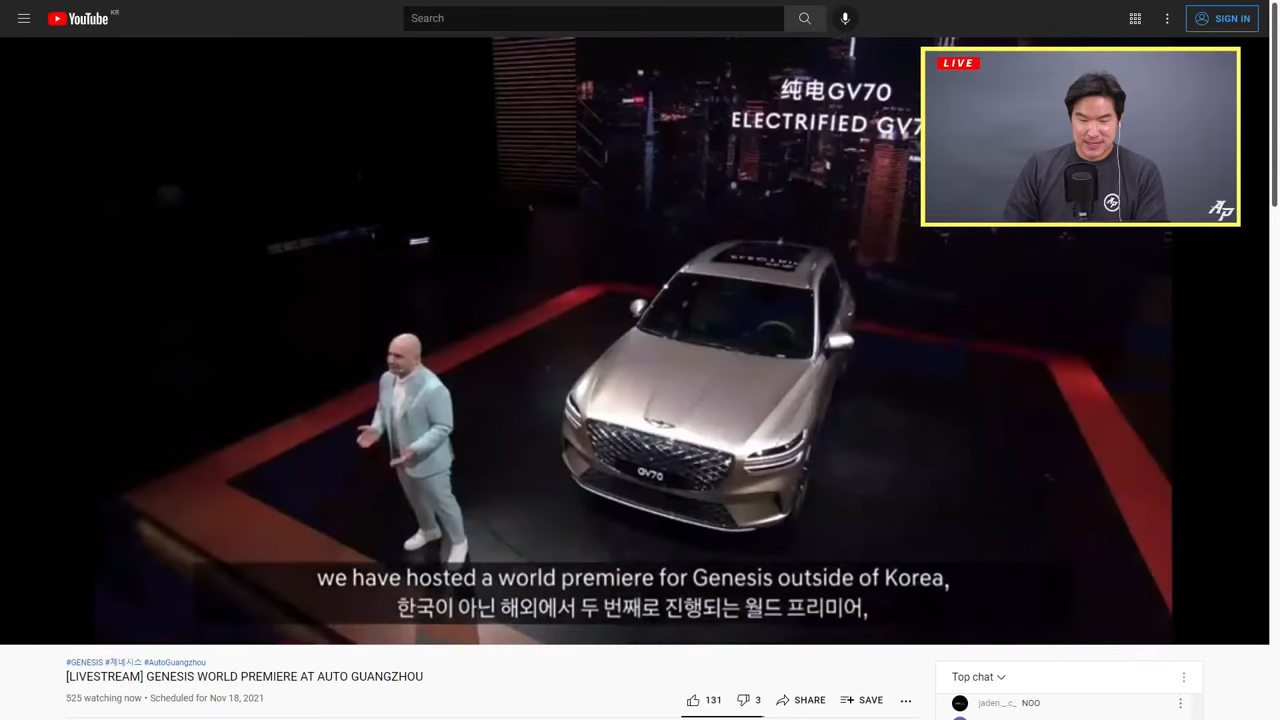 YouTube KR
Search
SIGN IN
LIVE
纯电GV70
ELECTRIFIED GV7
AP
GV70
we have hosted a world premiere for Genesis outside of Korea,
한국이 아닌 해외에서 두 번째로 진행되는 월드 프리미어,
#GENESIS #제네시스 #AutoGuangzhou
[LIVESTREAM] GENESIS WORLD PREMIERE AT AUTO GUANGZHOU
525 watching now • Scheduled for Nov 18, 2021
131
3
SHARE
SAVE
Top chat
jaden._.c_ NOO